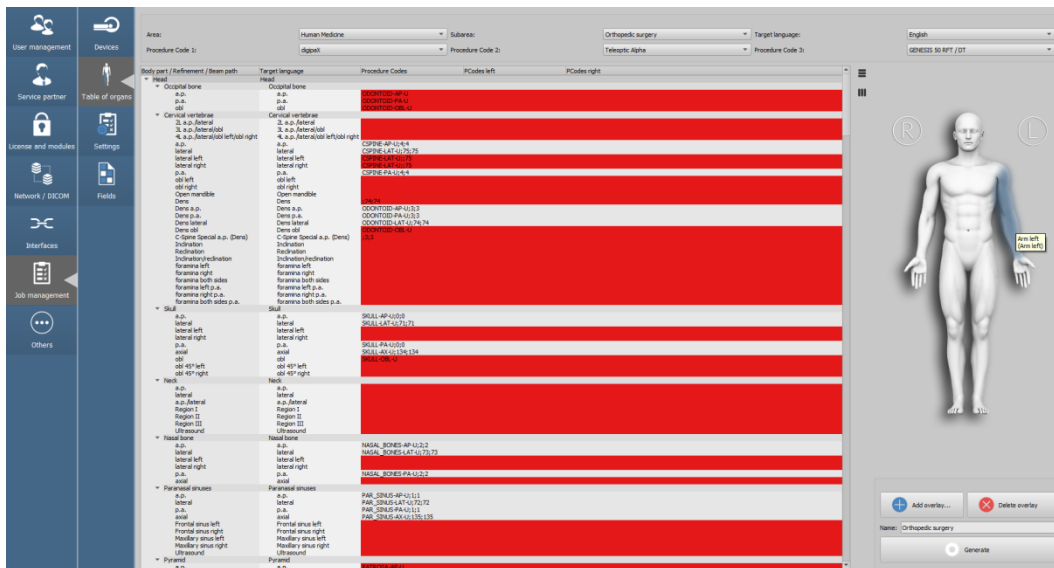 User management
Devices
Service partner
Table of organs
License and modules
Settings
Network / DICOM
Fields
Interfaces
Job management
Others
Area: Human Medicine Subarea: Orthopedic surgery Target language: English
Procedure Code 1: digipaX Procedure Code 2: Teleoptic Alpha Procedure Code 3: GENESIS 50 RFT / DT
Body part / Refinement / Beam path Target language Procedure Codes PCodes left PCodes right
Head Head
Occipital bone Occipital bone
a.p. a.p. ODONTOID-AP-U
p.a. p.a. ODONTOID-PA-U
obl obl ODONTOID-OBL-U
Cervical vertebrae Cervical vertebrae
2L a.p./lateral 2L a.p./lateral
3L a.p./lateral/obl 3L a.p./lateral/obl
4L a.p./lateral/obl left/obl right 4L a.p./lateral/obl left/obl right
a.p. a.p. CSPINE-AP-U;4;4
lateral lateral CSPINE-LAT-U;75;75
lateral left lateral left CSPINE-LAT-U;;75
lateral right lateral right CSPINE-LAT-U;;75
p.a. p.a. CSPINE-PA-U;4;4
obl left obl left
obl right obl right
Open mandible Open mandible
Dens Dens ;74;74
Dens a.p. Dens a.p. ODONTOID-AP-U;3;3
Dens p.a. Dens p.a. ODONTOID-PA-U;3;3
Dens lateral Dens lateral ODONTOID-LAT-U;74;74
Dens obl Dens obl ODONTOID-OBL-U
C-Spine Special a.p. (Dens) C-Spine Special a.p. (Dens) ;3;3
Inclination Inclination
Reclination Reclination
Indination/reclination Indination/reclination
foramina left foramina left
foramina right foramina right
foramina both sides foramina both sides
foramina left p.a. foramina left p.a.
foramina right p.a. foramina right p.a.
foramina both sides p.a. foramina both sides p.a.
Skull Skull
a.p. a.p. SKULL-AP-U;0;0
lateral lateral SKULL-LAT-U;71;71
lateral left lateral left
lateral right lateral right
p.a. p.a. SKULL-PA-U;0;0
axial axial SKULL-AX-U;134;134
obl obl SKULL-OBL-U
obl 45° left obl 45° left
obl 45° right obl 45° right
Neck Neck
a.p. a.p.
lateral lateral
a.p./lateral a.p./lateral
Region I Region I
Region II Region II
Region III Region III
Ultrasound Ultrasound
Nasal bone Nasal bone
a.p. a.p. NASAL_BONES-AP-U;2;2
lateral lateral NASAL_BONES-LAT-U;73;73
lateral left lateral left
lateral right lateral right
p.a. p.a. NASAL_BONES-PA-U;2;2
axial axial
Paranasal sinuses Paranasal sinuses
a.p. a.p. PAR_SINUS-AP-U;1;1
lateral lateral PAR_SINUS-LAT-U;72;72
p.a. p.a. PAR_SINUS-PA-U;1;1
axial axial PAR_SINUS-AX-U;135;135
Frontal sinus left Frontal sinus left
Frontal sinus right Frontal sinus right
Maxillary sinus left Maxillary sinus left
Maxillary sinus right Maxillary sinus right
Ultrasound Ultrasound
Pyramid Pyramid
R
L
Arm left
(Arm left)
Add overlay...
Delete overlay
Name: Orthopedic surgery
Generate